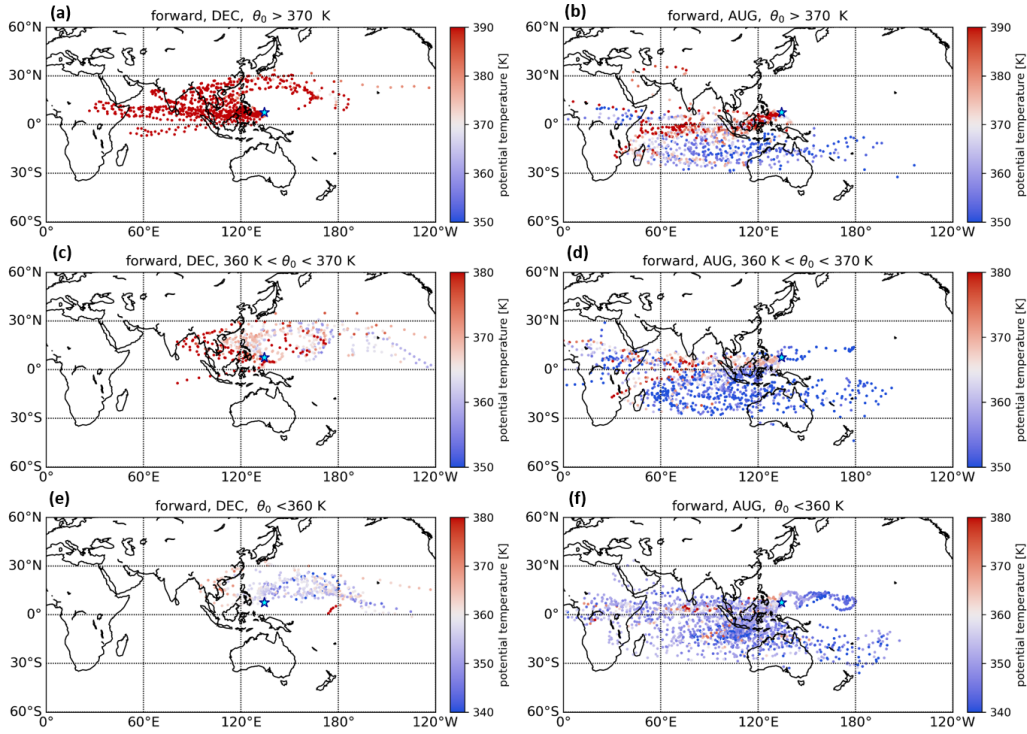 (a)
forward, DEC, θ0 > 370 K
60°N
30°N
0°
30°S
60°S
0° 60°E 120°E 180° 120°W
390
380
370
360
350
potential temperature [K]
(b)
forward, AUG, θ0 > 370 K
60°N
30°N
0°
30°S
60°S
0° 60°E 120°E 180° 120°W
390
380
370
360
350
potential temperature [K]
(c)
forward, DEC, 360 K < θ0 < 370 K
60°N
30°N
0°
30°S
60°S
0° 60°E 120°E 180° 120°W
380
370
360
350
potential temperature [K]
(d)
forward, AUG, 360 K < θ0 < 370 K
60°N
30°N
0°
30°S
60°S
0° 60°E 120°E 180° 120°W
380
370
360
350
potential temperature [K]
(e)
forward, DEC, θ0 <360 K
60°N
30°N
0°
30°S
60°S
0° 60°E 120°E 180° 120°W
380
370
360
350
340
potential temperature [K]
(f)
forward, AUG, θ0 <360 K
60°N
30°N
0°
30°S
60°S
0° 60°E 120°E 180° 120°W
380
370
360
350
340
potential temperature [K]